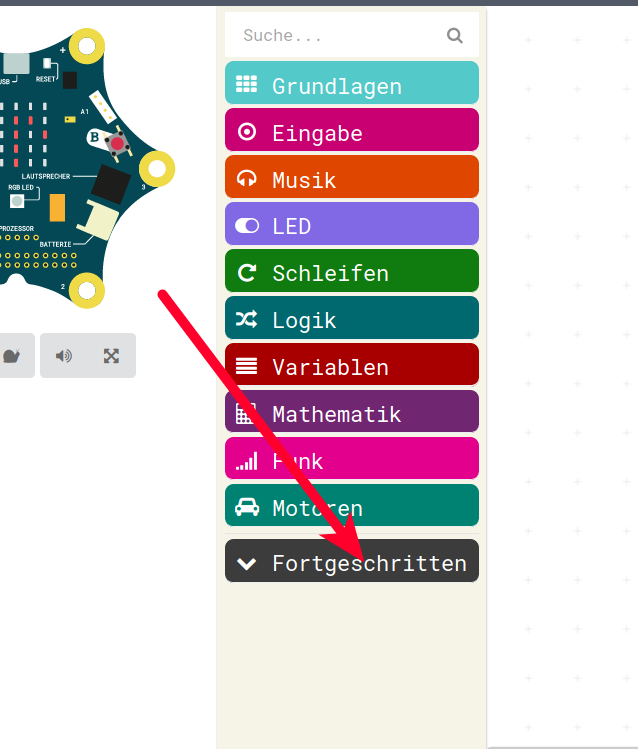 Suche...
USB
RESET
A1
B
LAUTSPRECHER
RGB LED
3
PROZESSOR
BATTERIE
2
+
Grundlagen
Eingabe
Musik
LED
Schleifen
Logik
Variablen
Mathematik
Funk
Motoren
Fortgeschritten